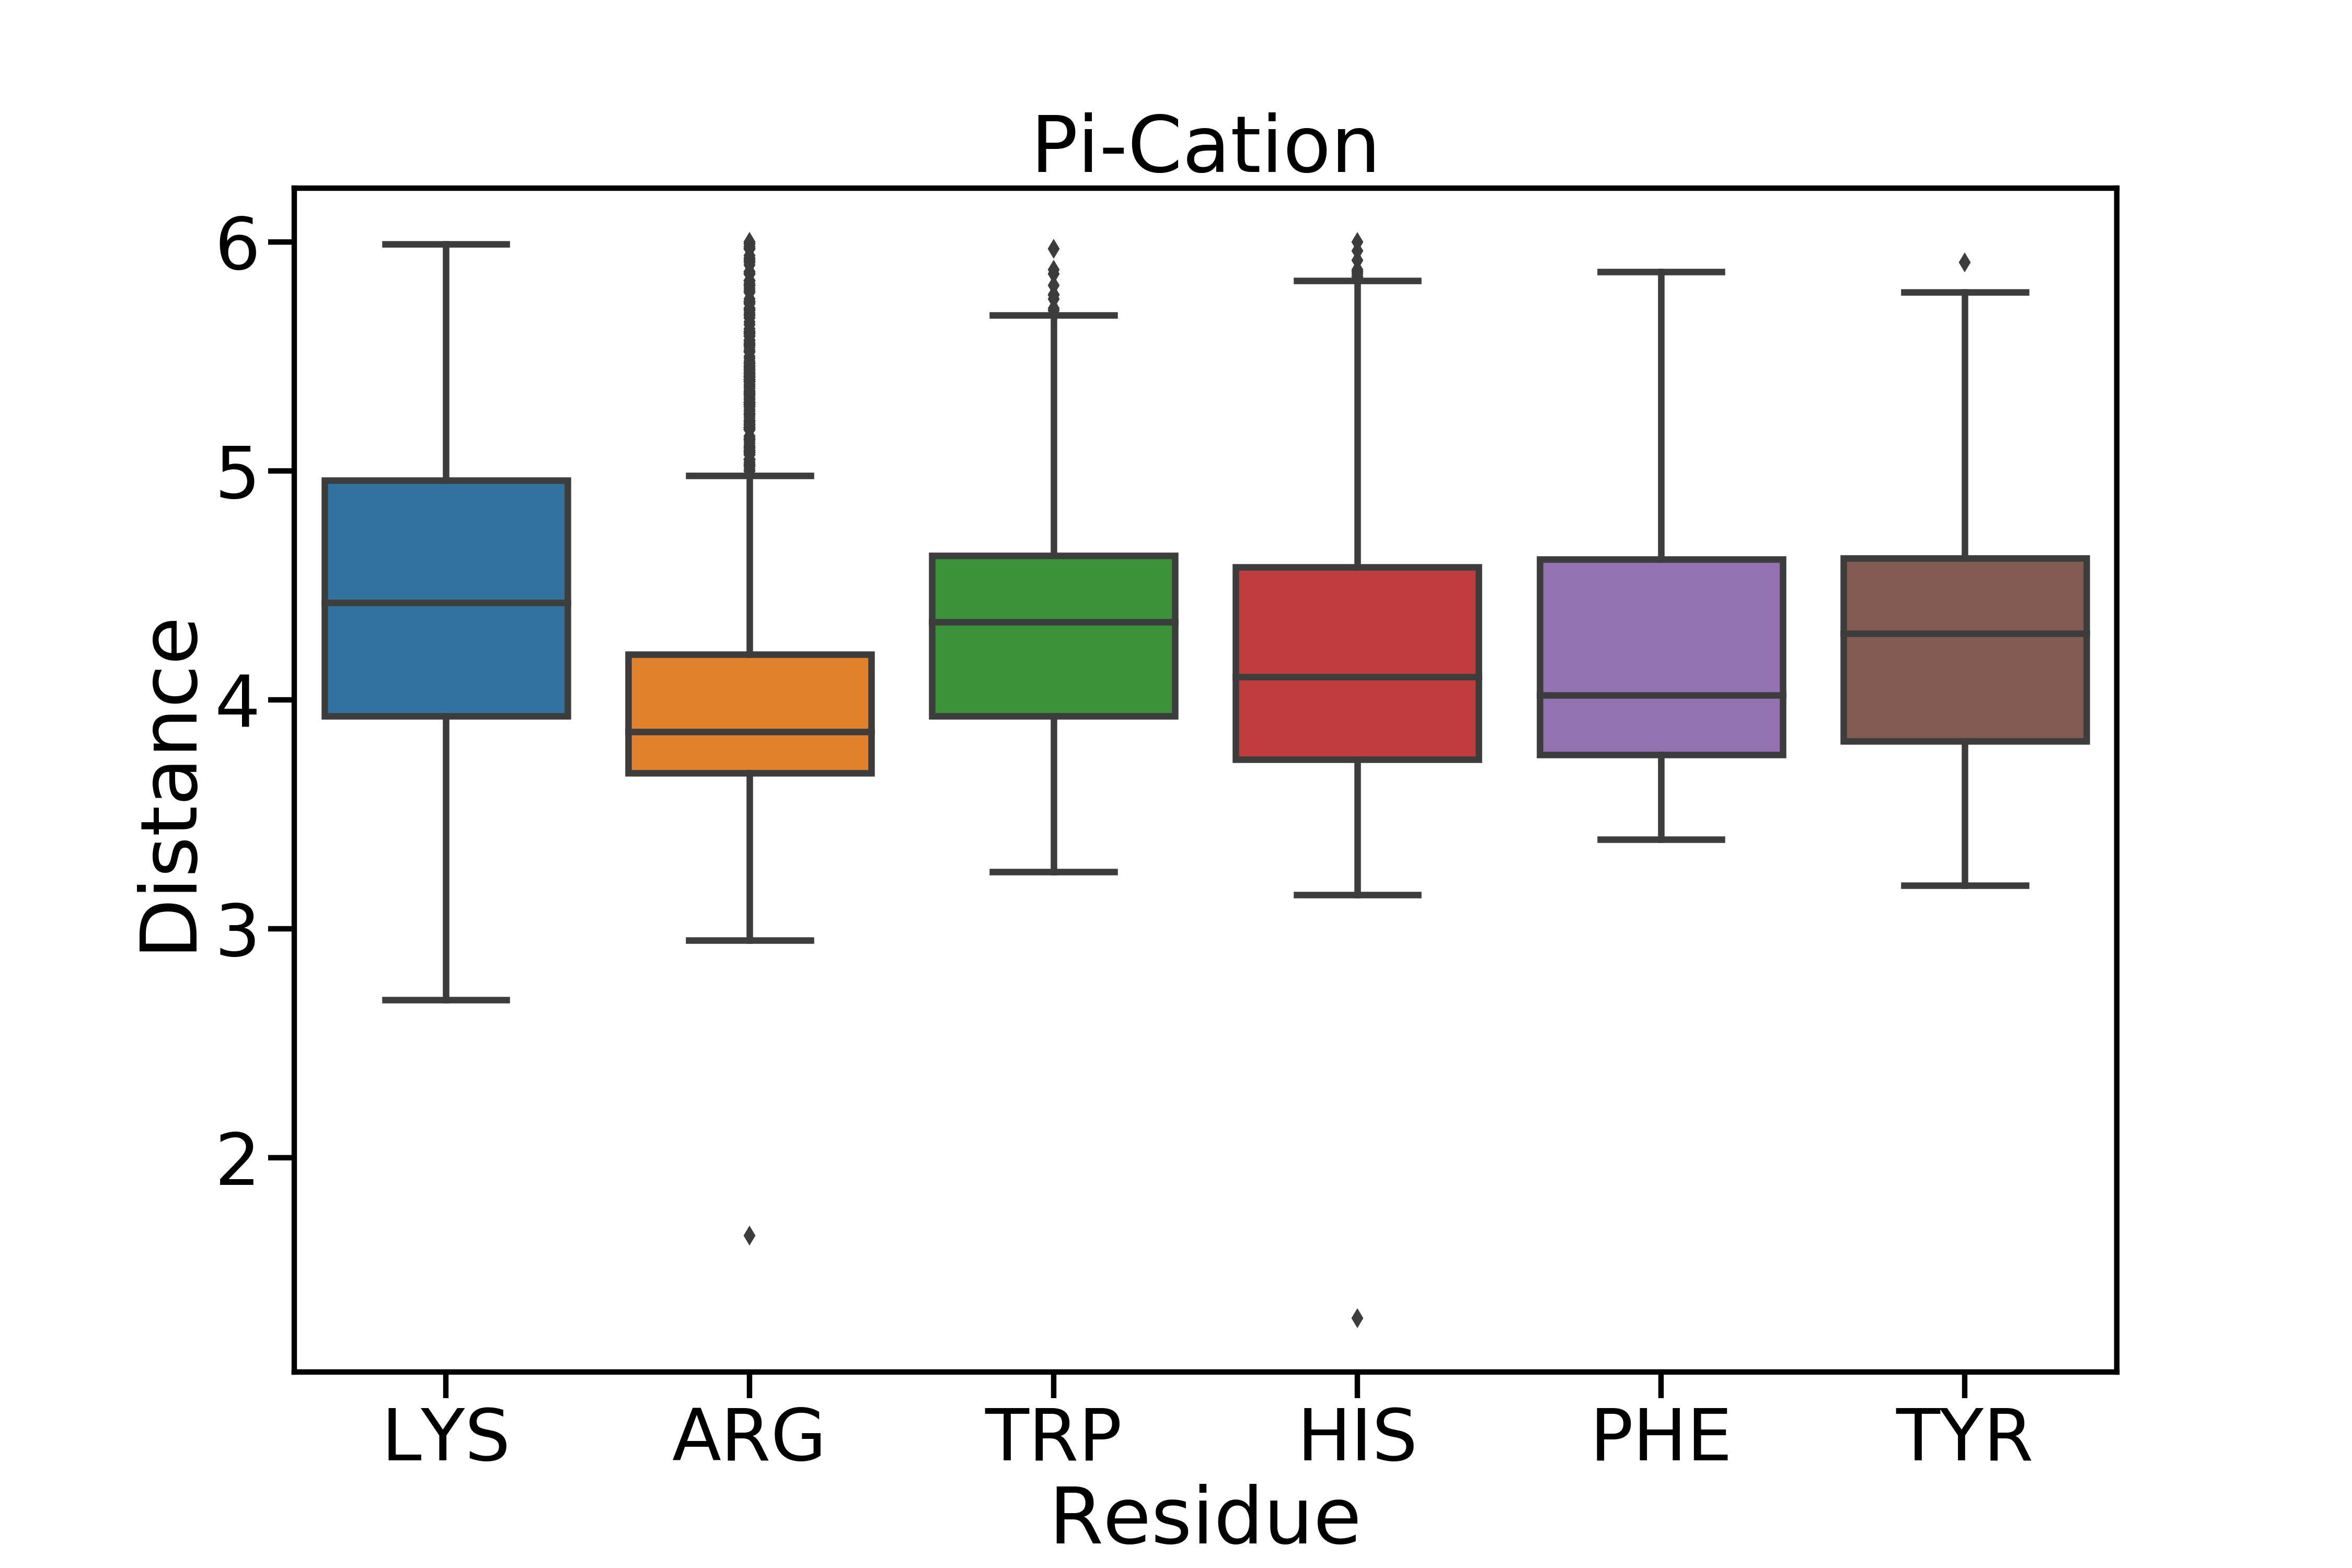 Pi-Cation
6
5
4
3
2
Distance
LYS ARG TRP HIS PHE TYR
Residue